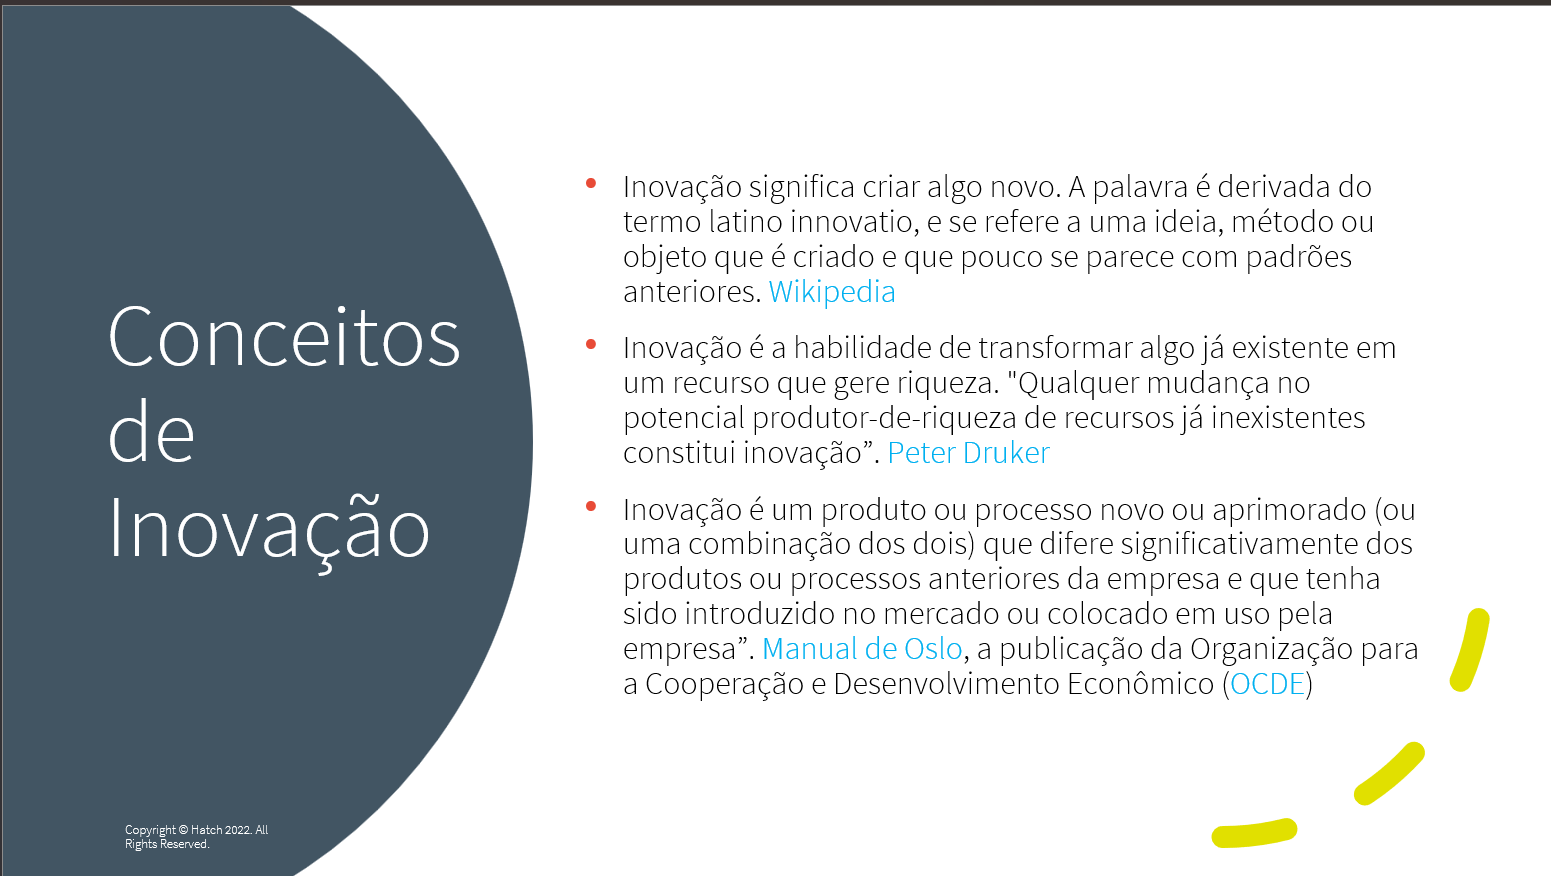 Conceitos
de
Inovação
Inovação significa criar algo novo. A palavra é derivada do
termo latino innovatio, e se refere a uma ideia, método ou
objeto que é criado e que pouco se parece com padrões
anteriores. Wikipedia
Inovação é a habilidade de transformar algo já existente em
um recurso que gere riqueza. "Qualquer mudança no
potencial produtor-de-riqueza de recursos já inexistentes
constitui inovação”. Peter Druker
Inovação é um produto ou processo novo ou aprimorado (ou
uma combinação dos dois) que difere significativamente dos
produtos ou processos anteriores da empresa e que tenha
sido introduzido no mercado ou colocado em uso pela
empresa”. Manual de Oslo, a publicação da Organização para
a Cooperação e Desenvolvimento Econômico (OCDE)
Copyright © Hatch 2022. All
Rights Reserved.